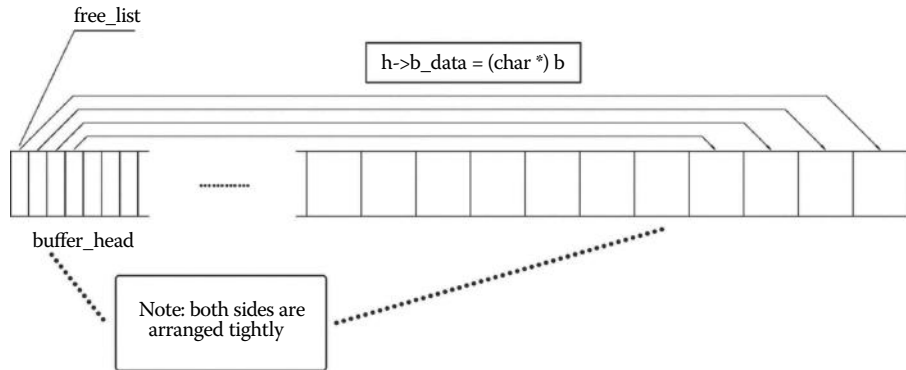 free_list
h->b_data = (char *) b
buffer_head
Note: both sides are
arranged tightly